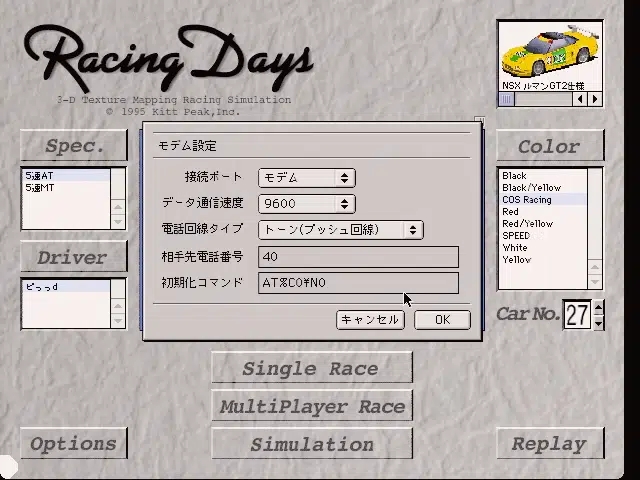 Racing Days
3-D Texture Mapping Racing Simulation
© 1995 Kitt Peak,Inc.
NSX ルマンGT2仕様
Spec.
5速AT
5速MT
Driver
ぴっっd
モデム設定
接続ポート モデム
データ通信速度 9600
電話回線タイプ トーン(プッシュ回線)
相手先電話番号 40
初期化コマンド AT%C0¥N0
キャンセル OK
Color
Black
Black/Yellow
COS Racing
Red
Red/Yellow
SPEED
White
Yellow
Car No. 27
Single Race
MultiPlayer Race
Options
Simulation
Replay